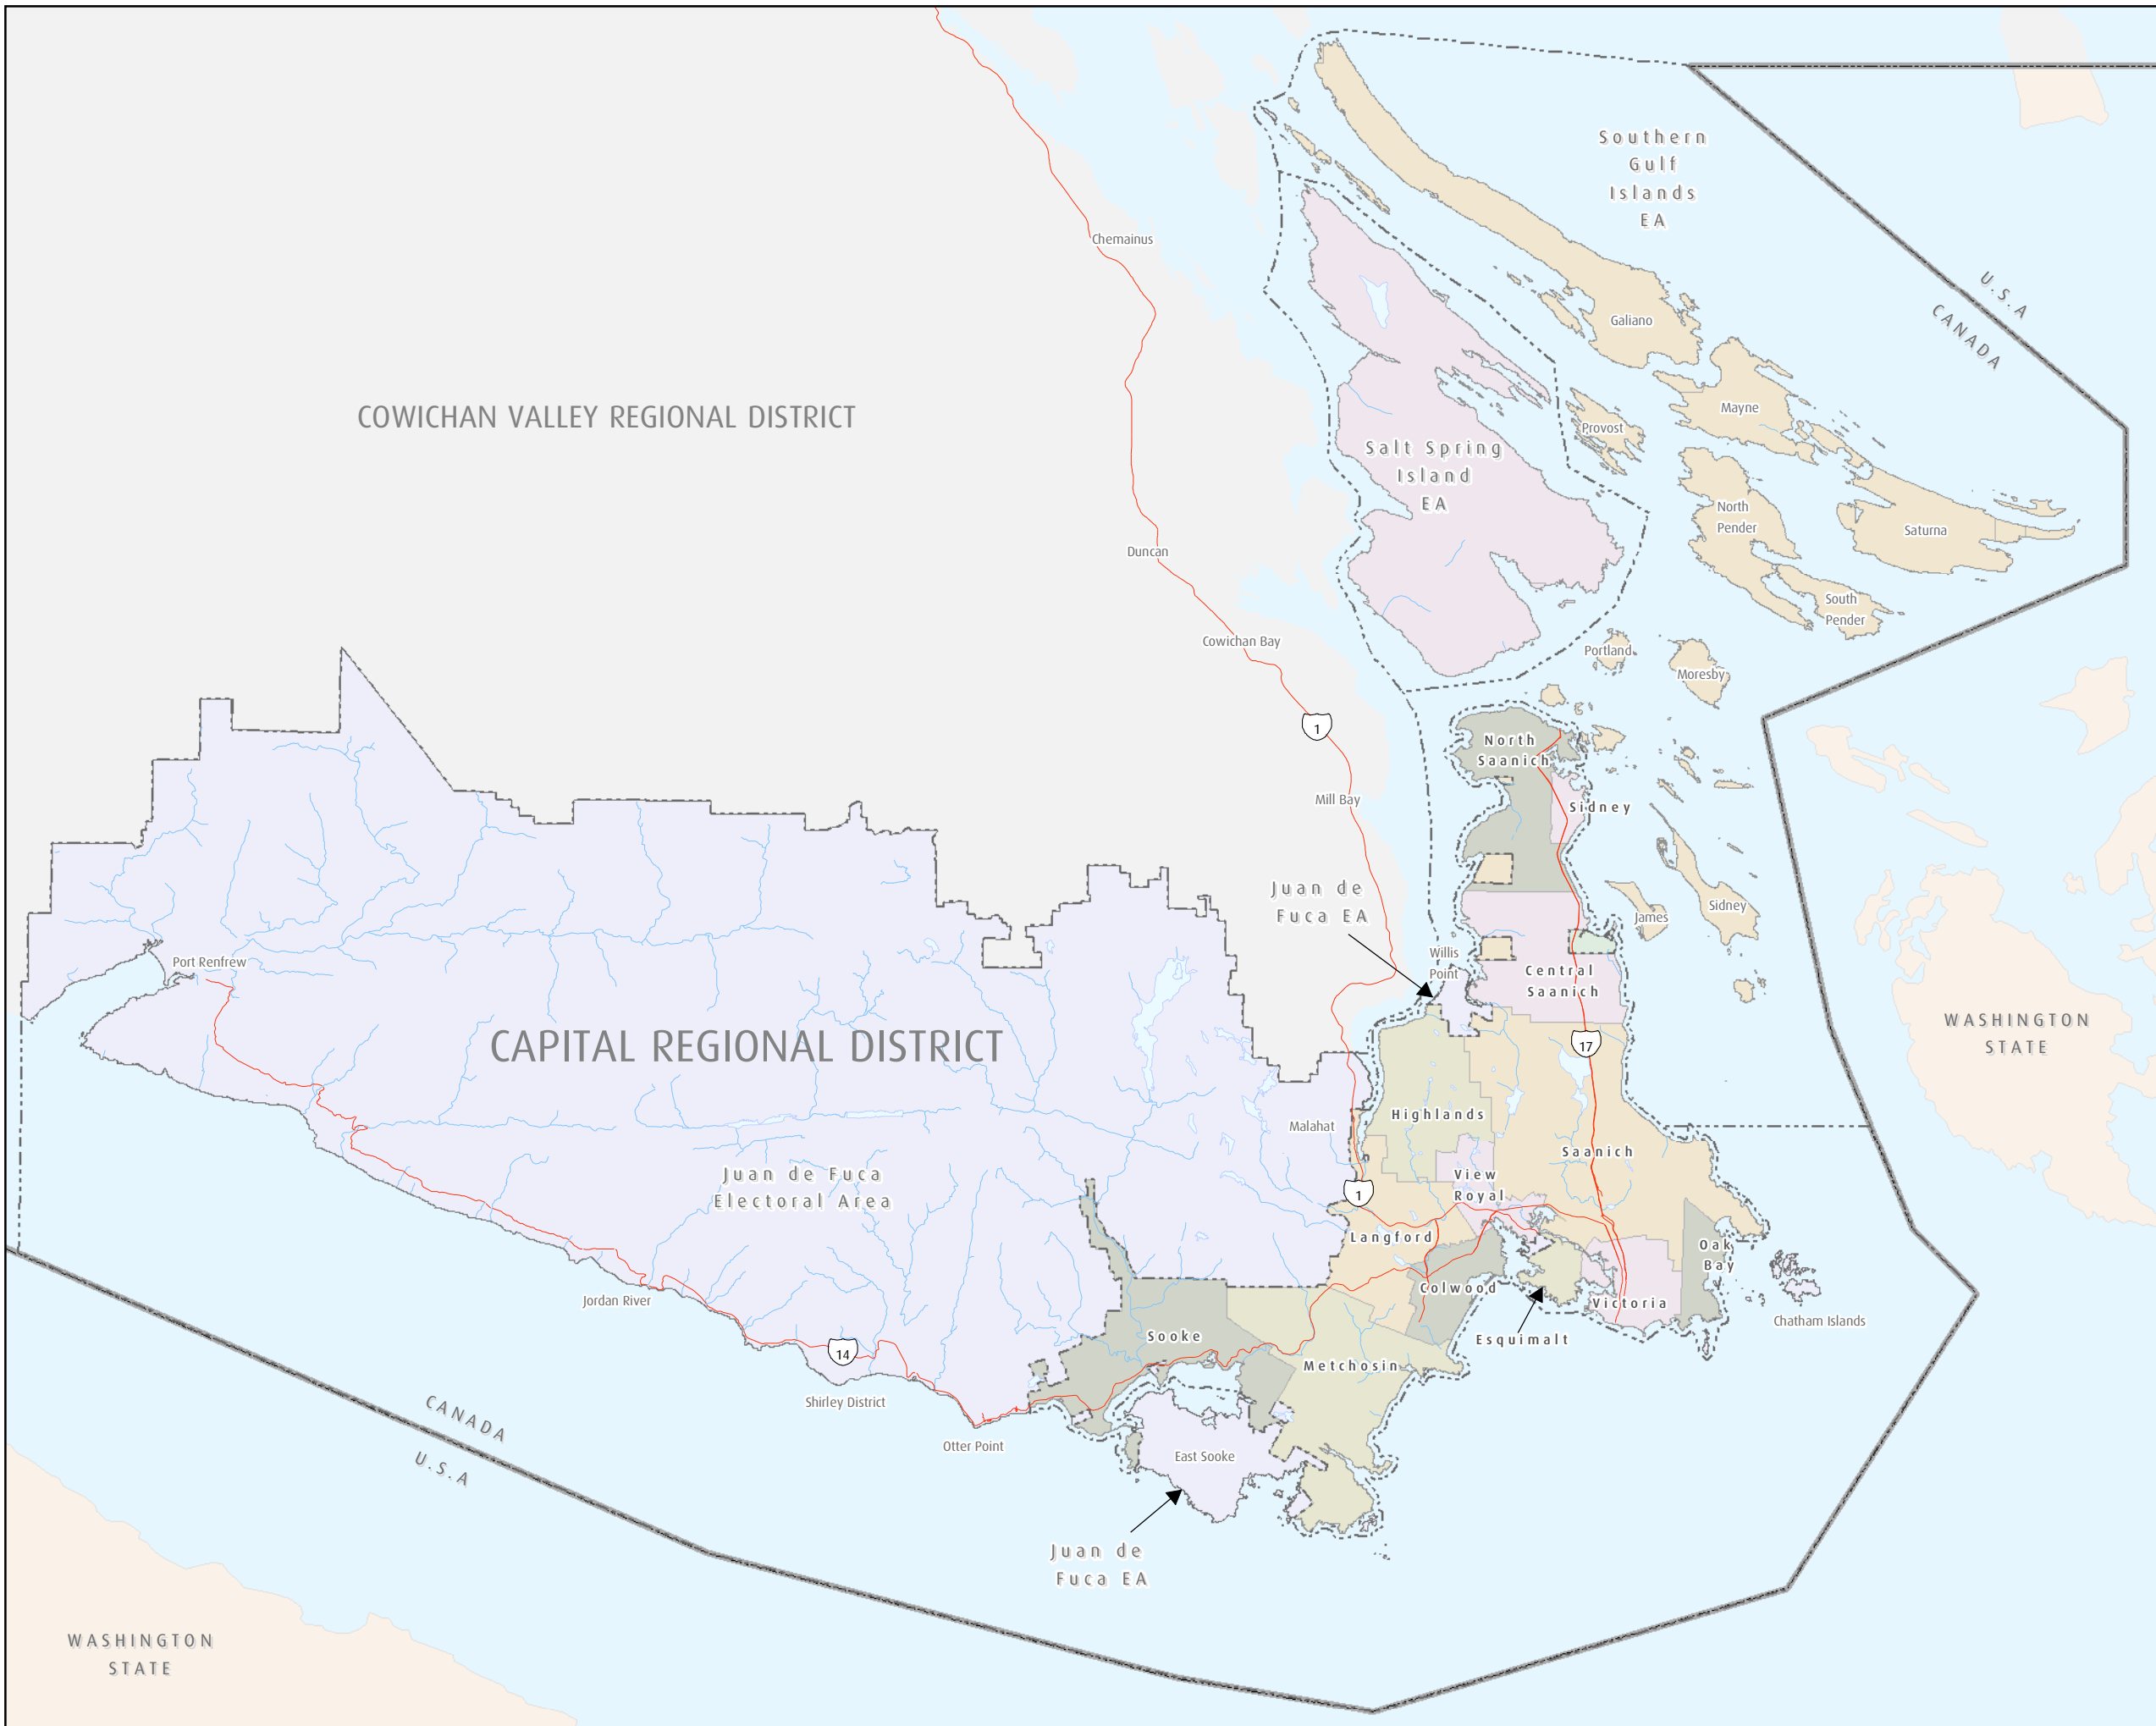 Southern
Gulf
Islands
EA
Chemainus
U.S.A
CANADA
Galiano
COWICHAN VALLEY REGIONAL DISTRICT
Mayne
Provost
Salt Spring
Island
EA
North
Pender
Saturna
Duncan
South
Pender
Cowichan Bay
Portland
Moresby
1
North
Saanich
Mill Bay
Sidney
Juan de
Fuca EA
James
Sidney
Willis
Point
Port Renfrew
Central
Saanich
WASHINGTON
STATE
CAPITAL REGIONAL DISTRICT
17
Highlands
Malahat
Saanich
Juan de Fuca
Electoral Area
View
Royal
1
Langford
Oak
Bay
Colwood
Jordan River
Victoria
Chatham Islands
Sooke
Esquimalt
14
Metchosin
Shirley District
CANADA
U.S.A
Otter Point
East Sooke
Juan de
Fuca EA
WASHINGTON
STATE